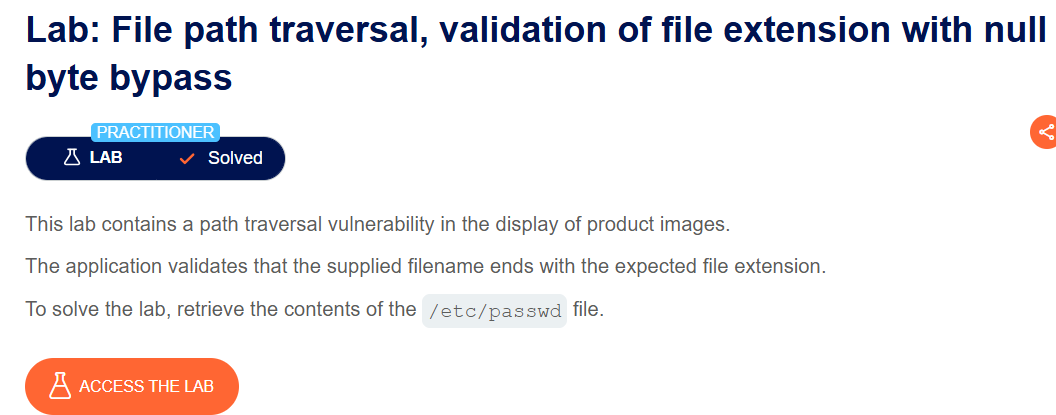 Lab: File path traversal, validation of file extension with null
byte bypass
PRACTITIONER
LAB
Solved
This lab contains a path traversal vulnerability in the display of product images.
The application validates that the supplied filename ends with the expected file extension.
To solve the lab, retrieve the contents of the /etc/passwd file.
ACCESS THE LAB